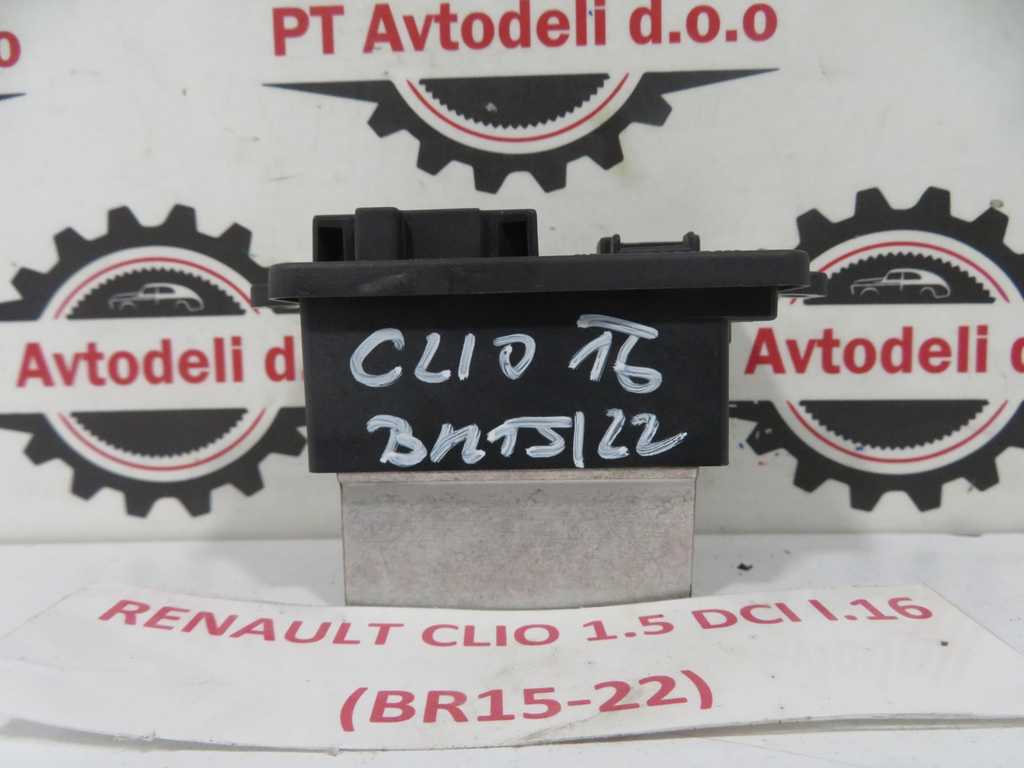 o
PT Avtodeli d.o.o
Avtodeli d.
Avtodeli d.o
CLIO 16
BR15/22
RENAULT CLIO 1.5 DCI l.16
(BR15-22)